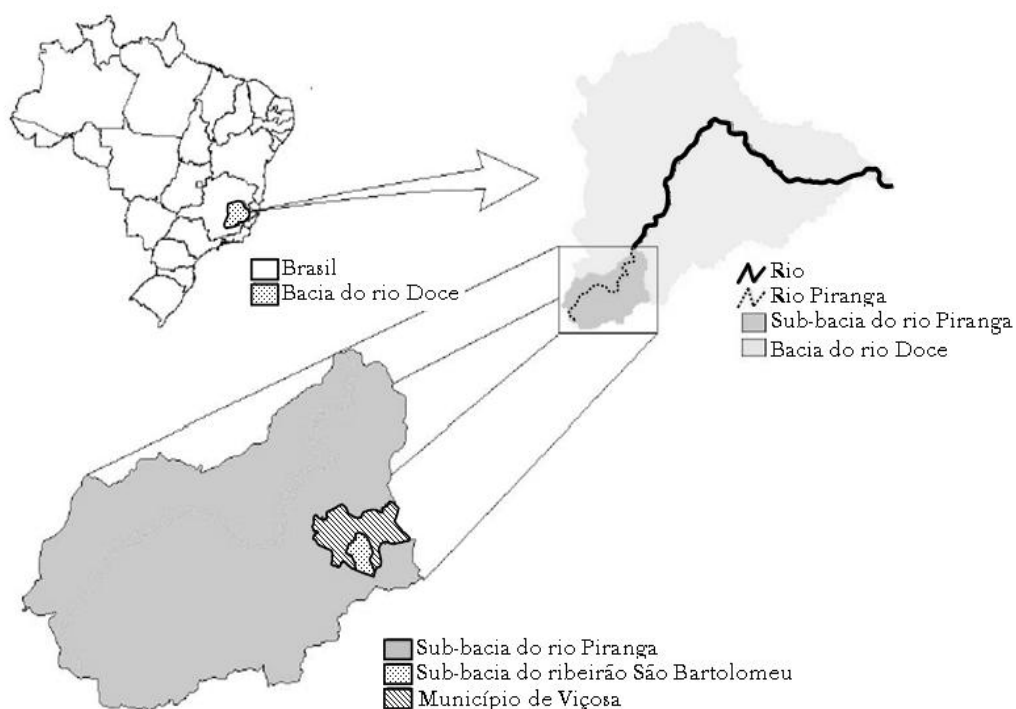 Brasil
Bacia do rio Doce
Rio
Rio Piranga
Sub-bacia do rio Piranga
Bacia do rio Doce
Sub-bacia do rio Piranga
Sub-bacia do ribeirão São Bartolomeu
Município de Viçosa